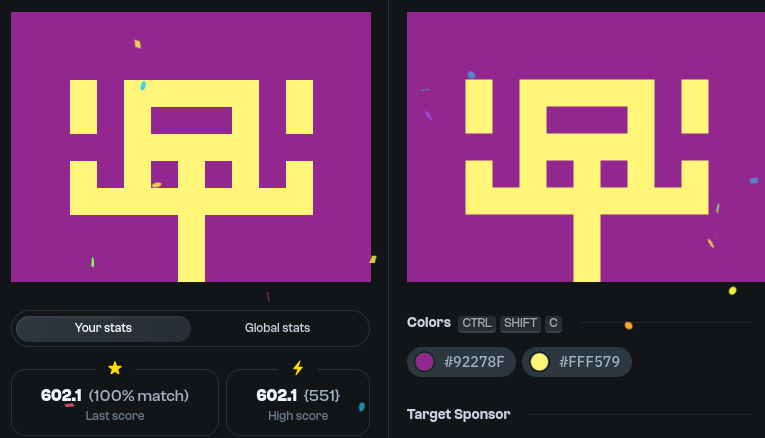 Your stats
Global stats
602.1 (100% match)
Last score
602.1 {551}
High score
Colors CTRL SHIFT C
#92278F
#FFF579
Target Sponsor